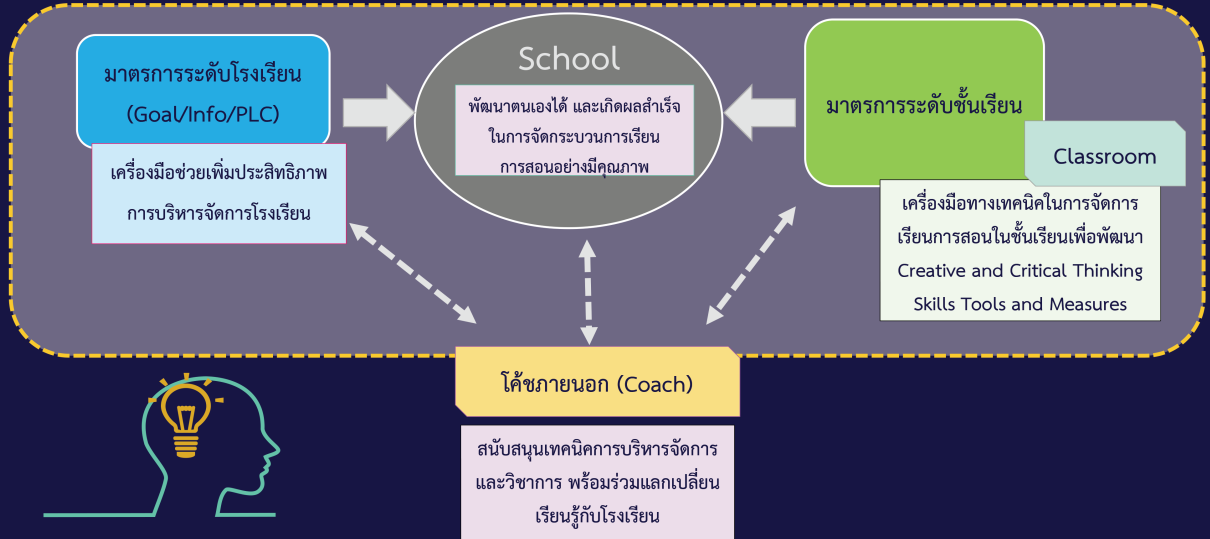 มาตรการระดับโรงเรียน
(Goal/Info/PLC)
เครื่องมือช่วยเพิ่มประสิทธิภาพ
การบริหารจัดการโรงเรียน
School
พัฒนาตนเองได้ และเกิดผลสำเร็จ
ในการจัดกระบวนการเรียน
การสอนอย่างมีคุณภาพ
มาตรการระดับชั้นเรียน
Classroom
เครื่องมือทางเทคนิคในการจัดการ
เรียนการสอนในชั้นเรียนเพื่อพัฒนา
Creative and Critical Thinking
Skills Tools and Measures
โค้ชภายนอก (Coach)
สนับสนุนเทคนิคการบริหารจัดการ
และวิชาการ พร้อมร่วมแลกเปลี่ยน
เรียนรู้กับโรงเรียน